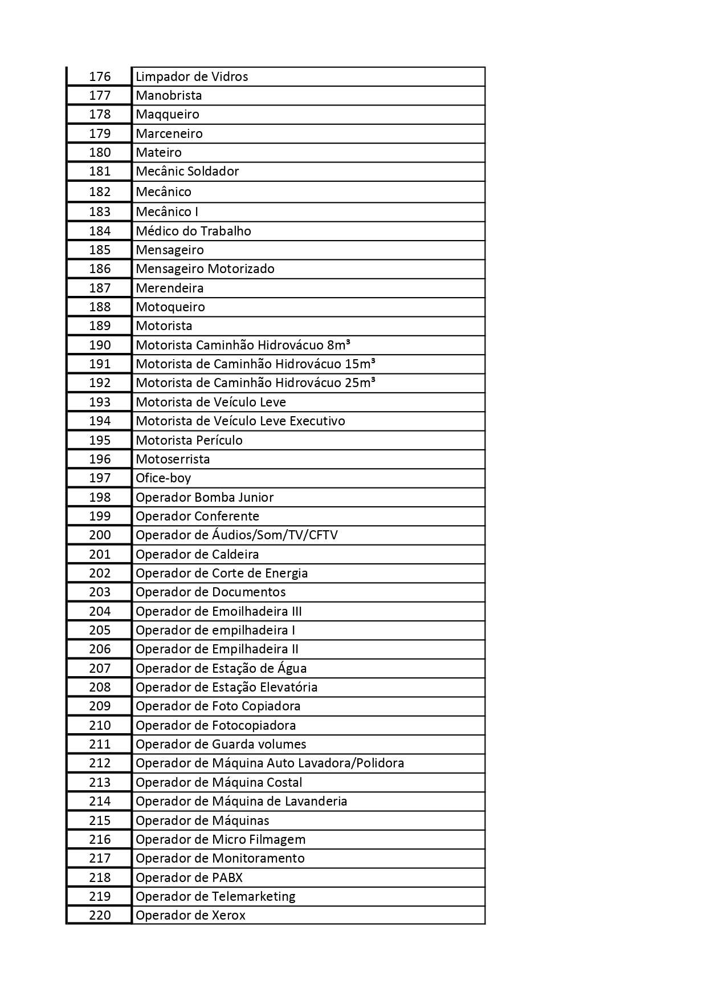 176 Limpador de Vidros
177 Manobrista
178 Maqqueiro
179 Marceneiro
180 Mateiro
181 Mecânic Soldador
182 Mecânico
183 Mecânico I
184 Médico do Trabalho
185 Mensageiro
186 Mensageiro Motorizado
187 Merendeira
188 Motoqueiro
189 Motorista
190 Motorista Caminhão Hidrovácuo 8m³
191 Motorista de Caminhão Hidrovácuo 15m³
192 Motorista de Caminhão Hidrovácuo 25m³
193 Motorista de Veículo Leve
194 Motorista de Veículo Leve Executivo
195 Motorista Perículo
196 Motoserrista
197 Ofice-boy
198 Operador Bomba Junior
199 Operador Conferente
200 Operador de Áudios/Som/TV/CFTV
201 Operador de Caldeira
202 Operador de Corte de Energia
203 Operador de Documentos
204 Operador de Emoilhadeira III
205 Operador de empilhadeira I
206 Operador de Empilhadeira II
207 Operador de Estação de Água
208 Operador de Estação Elevatória
209 Operador de Foto Copiadora
210 Operador de Fotocopiadora
211 Operador de Guarda volumes
212 Operador de Máquina Auto Lavadora/Polidora
213 Operador de Máquina Costal
214 Operador de Máquina de Lavanderia
215 Operador de Máquinas
216 Operador de Micro Filmagem
217 Operador de Monitoramento
218 Operador de PABX
219 Operador de Telemarketing
220 Operador de Xerox